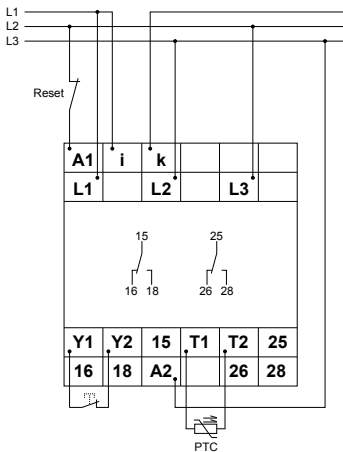 L1
L2
L3
Reset
A1 i k
L1 L2 L3
15 25
16 18 26 28
Y1 Y2 15 T1 T2 25
16 18 A2 26 28
PTC